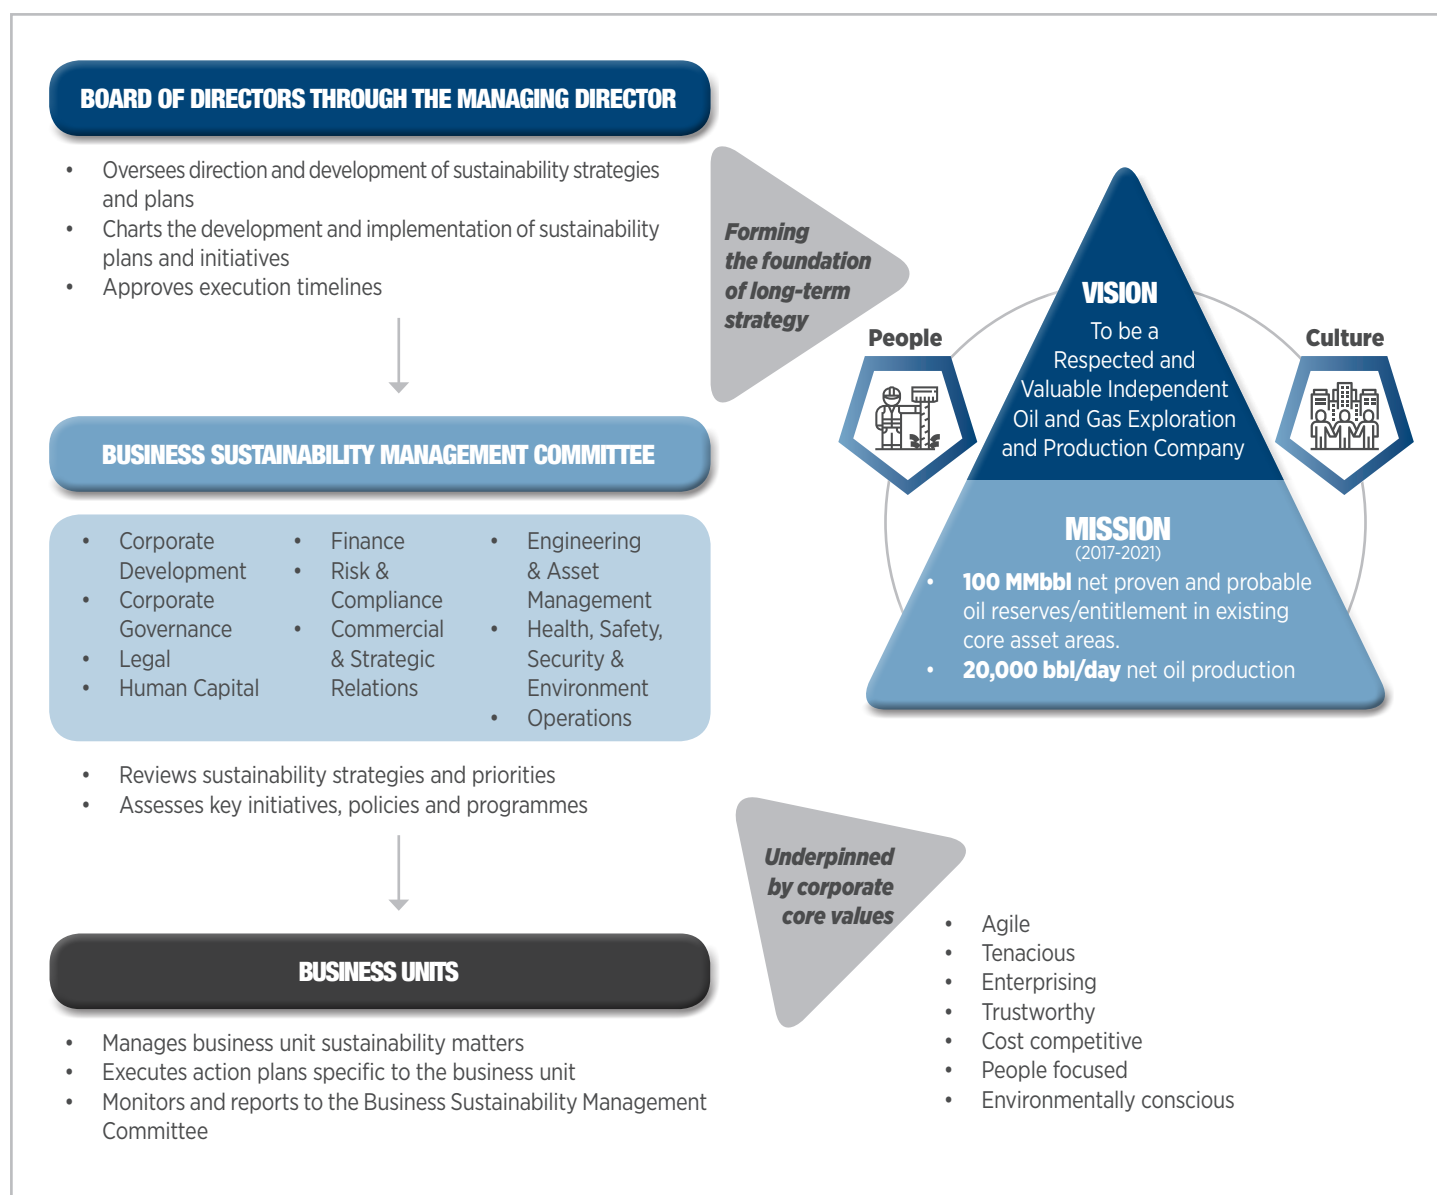 BOARD OF DIRECTORS THROUGH THE MANAGING DIRECTOR
• Oversees direction and development of sustainability strategies
and plans
• Charts the development and implementation of sustainability
plans and initiatives
• Approves execution timelines
BUSINESS SUSTAINABILITY MANAGEMENT COMMITTEE
• Corporate
Development
• Corporate
Governance
• Legal
• Human Capital
• Finance
• Risk &
Compliance
• Commercial
& Strategic
Relations
• Engineering
& Asset
Management
• Health, Safety,
Security &
Environment
• Operations
• Reviews sustainability strategies and priorities
• Assesses key initiatives, policies and programmes
BUSINESS UNITS
• Manages business unit sustainability matters
• Executes action plans specific to the business unit
• Monitors and reports to the Business Sustainability Management
Committee
Forming
the foundation
of long-term
strategy
People
Culture
VISION
To be a
Respected and
Valuable Independent
Oil and Gas Exploration
and Production Company
MISSION
(2017-2021)
• 100 MMbbl net proven and probable
oil reserves/entitlement in existing
core asset areas.
• 20,000 bbl/day net oil production
Underpinned
by corporate
core values
• Agile
• Tenacious
• Enterprising
• Trustworthy
• Cost competitive
• People focused
• Environmentally conscious